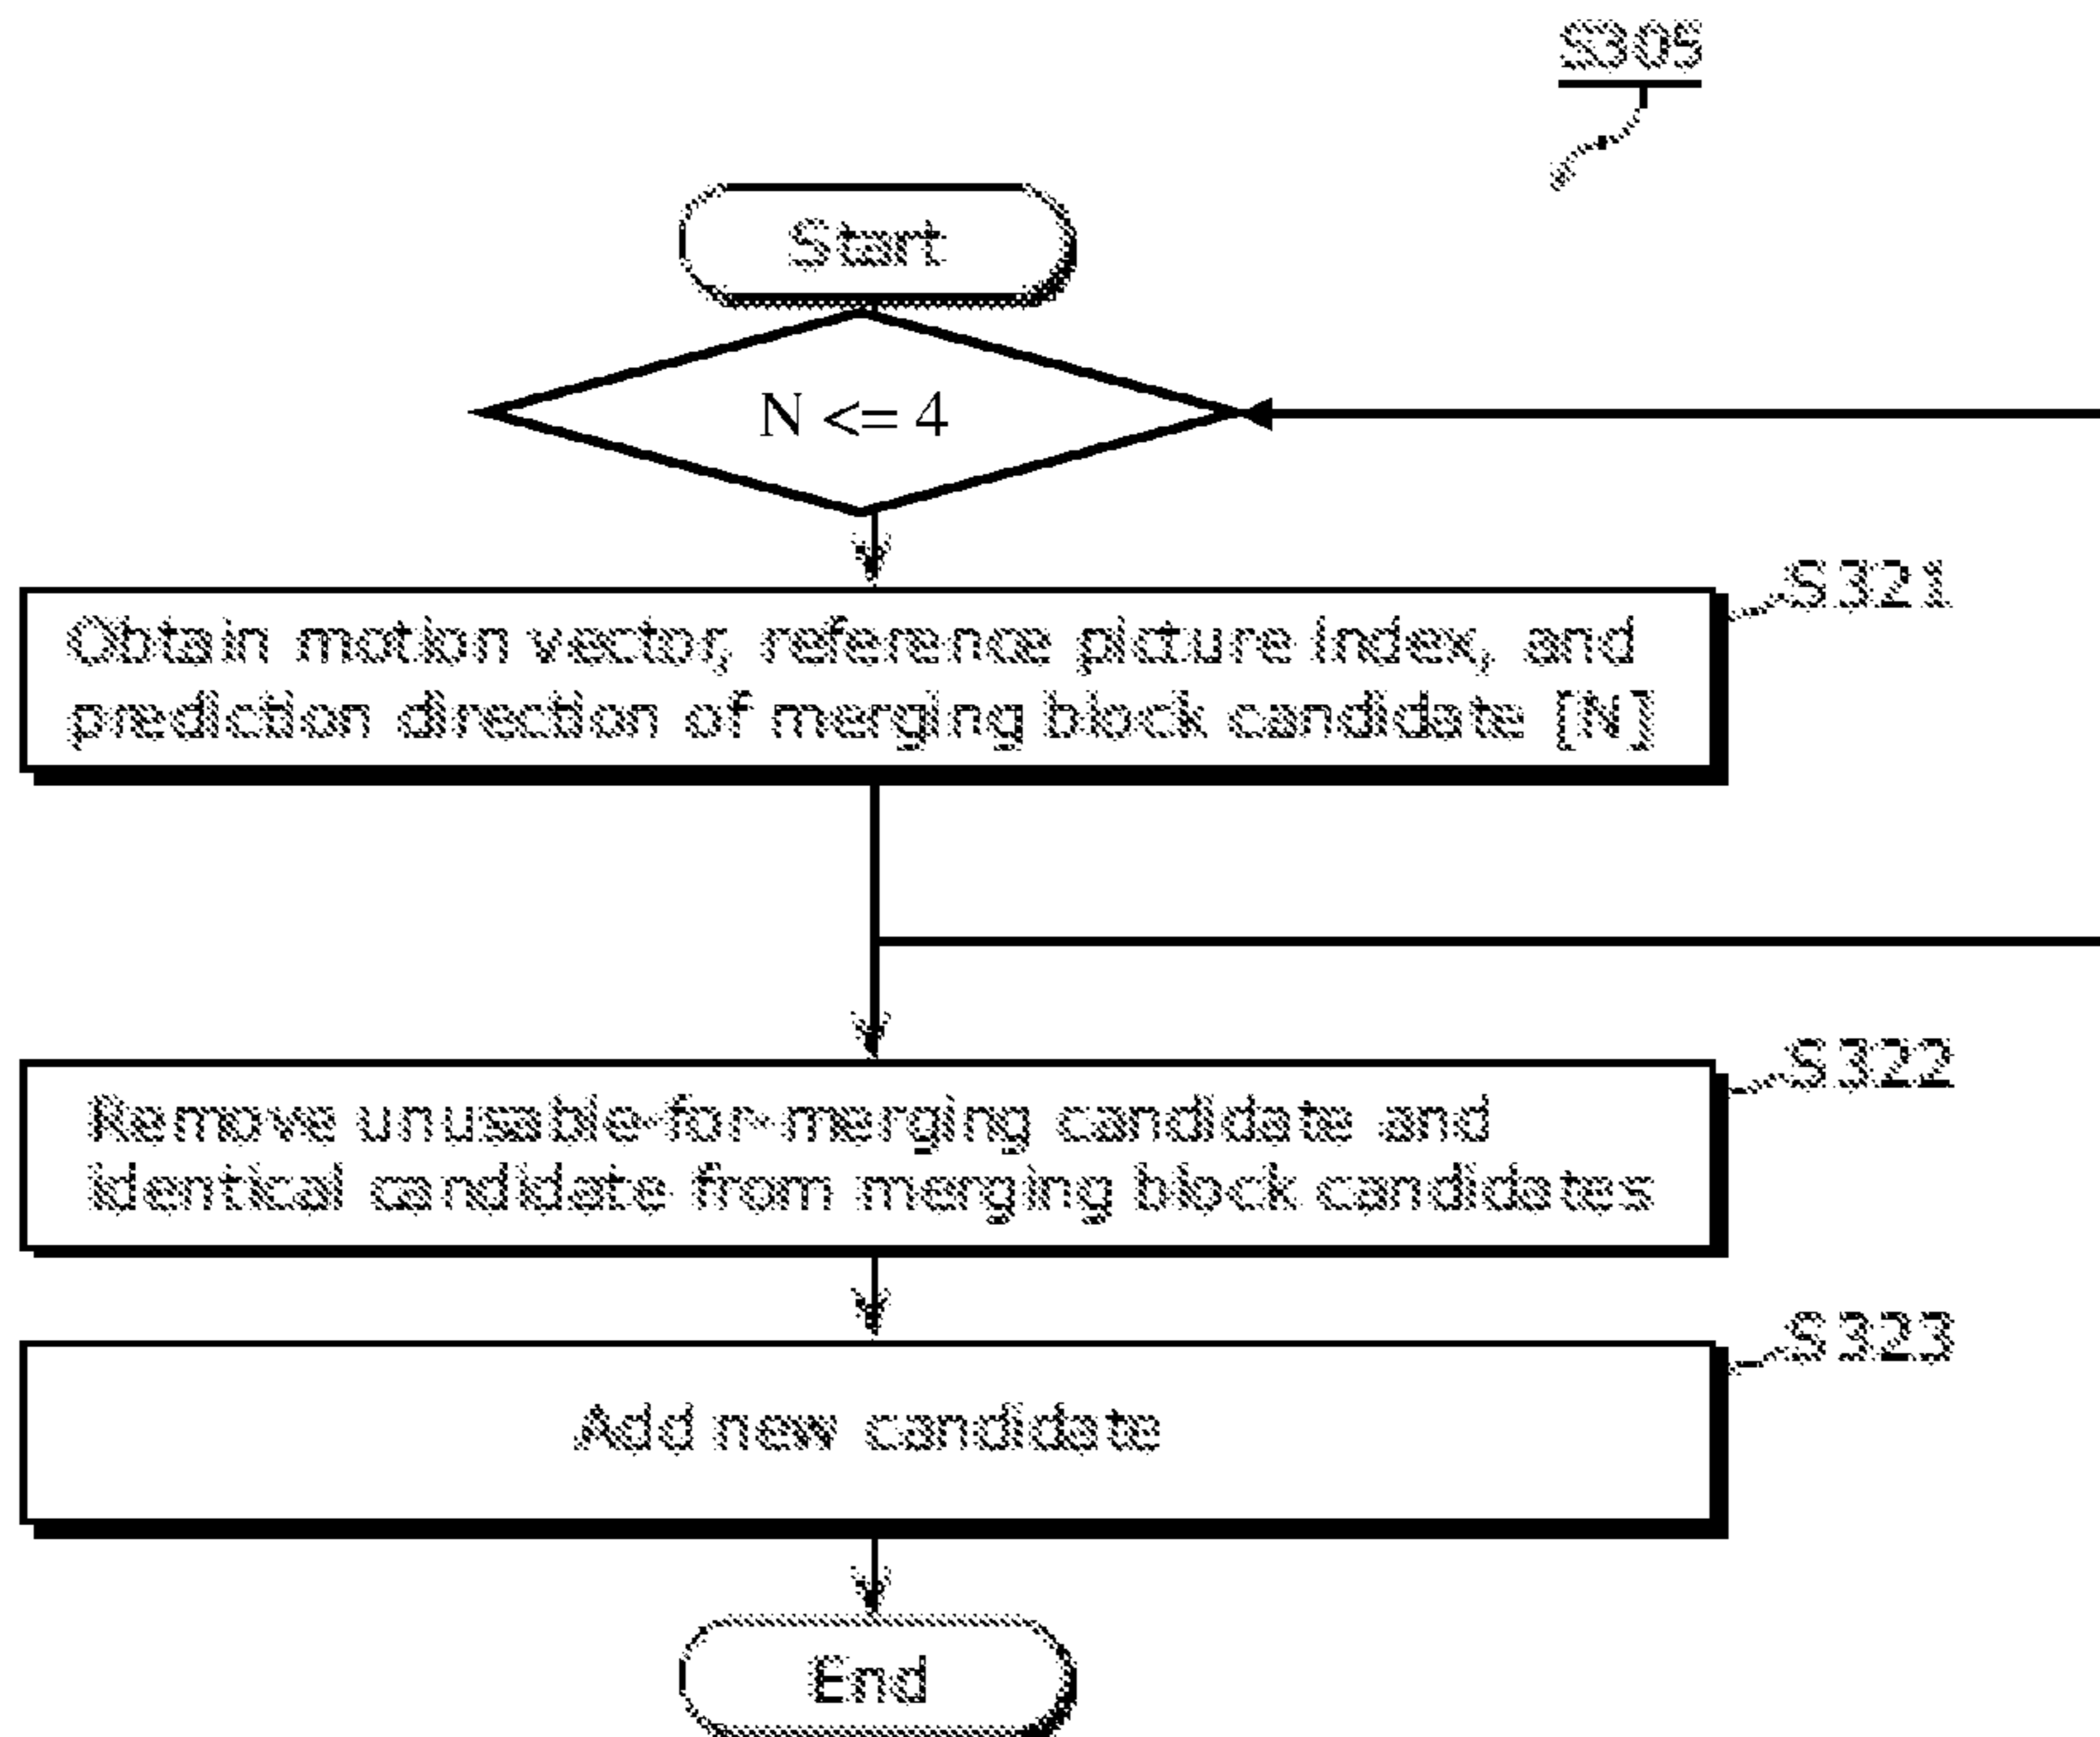 S305
Start
N <= 4
S321
Obtain motion vector, reference picture index, and
prediction direction of merging block candidate [N]
S322
Remove unusable-for-merging candidate and
identical candidate from merging block candidates
S323
Add new candidate
End